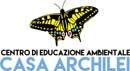 CENTRO DI EDUCAZIONE AMBIENTALE
CASA ARCHILEI